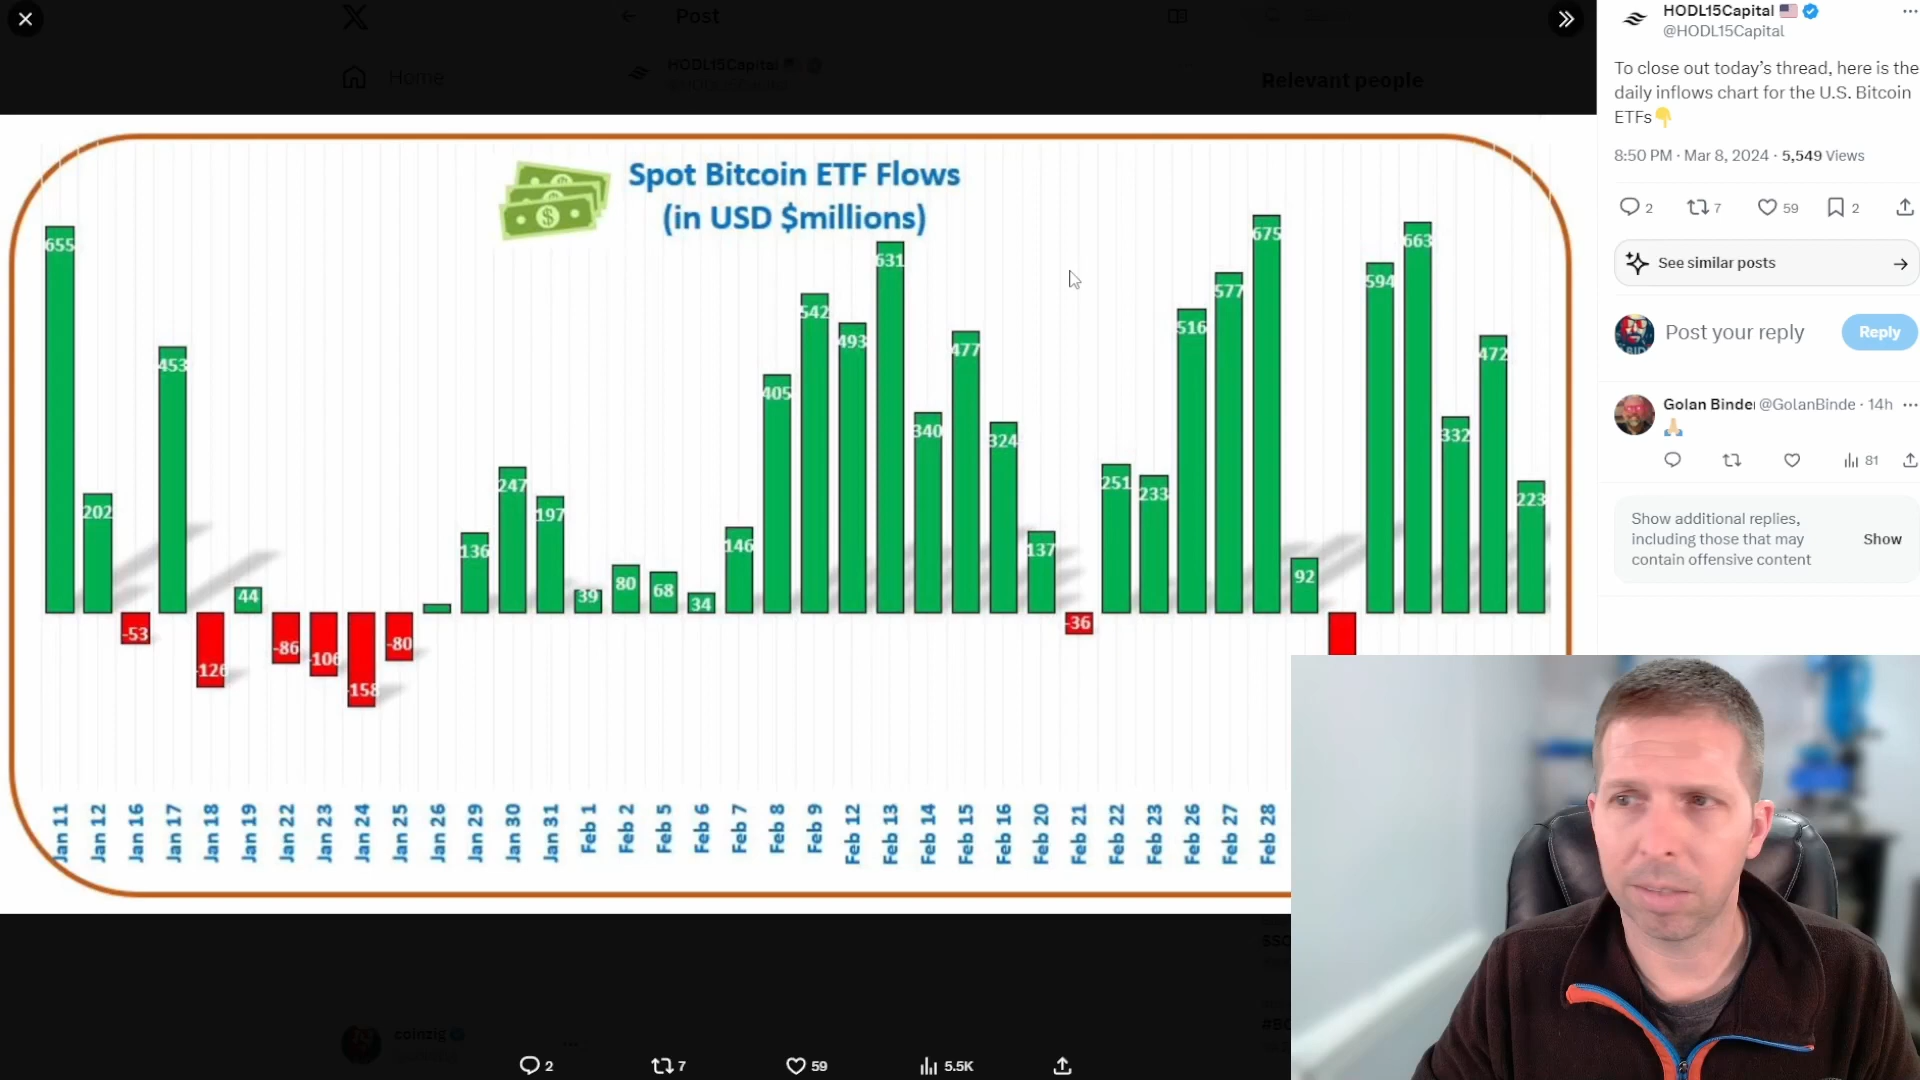 Post
Home
HODL15Capital
Relevant people
Spot Bitcoin ETF Flows
(in USD $millions)
655
202
-53
453
-126
44
-86
-106
-158
-80
136
247
197
39
80
68
34
146
405
542
493
631
340
477
324
137
-36
251
233
516
577
675
92
594
663
332
472
223
Jan 11
Jan 12
Jan 16
Jan 17
Jan 18
Jan 19
Jan 22
Jan 23
Jan 24
Jan 25
Jan 26
Jan 29
Jan 30
Jan 31
Feb 1
Feb 2
Feb 5
Feb 6
Feb 7
Feb 8
Feb 9
Feb 12
Feb 13
Feb 14
Feb 15
Feb 16
Feb 20
Feb 21
Feb 22
Feb 23
Feb 26
Feb 27
Feb 28
coinzig
2 7 59 5.5K
HODL15Capital
@HODL15Capital
To close out today’s thread, here is the
daily inflows chart for the U.S. Bitcoin
ETFs
8:50 PM · Mar 8, 2024 · 5,549 Views
2 7 59 2
See similar posts
Post your reply
Reply
Golan Binde @GolanBinde · 14h
81
Show additional replies,
including those that may
contain offensive content
Show